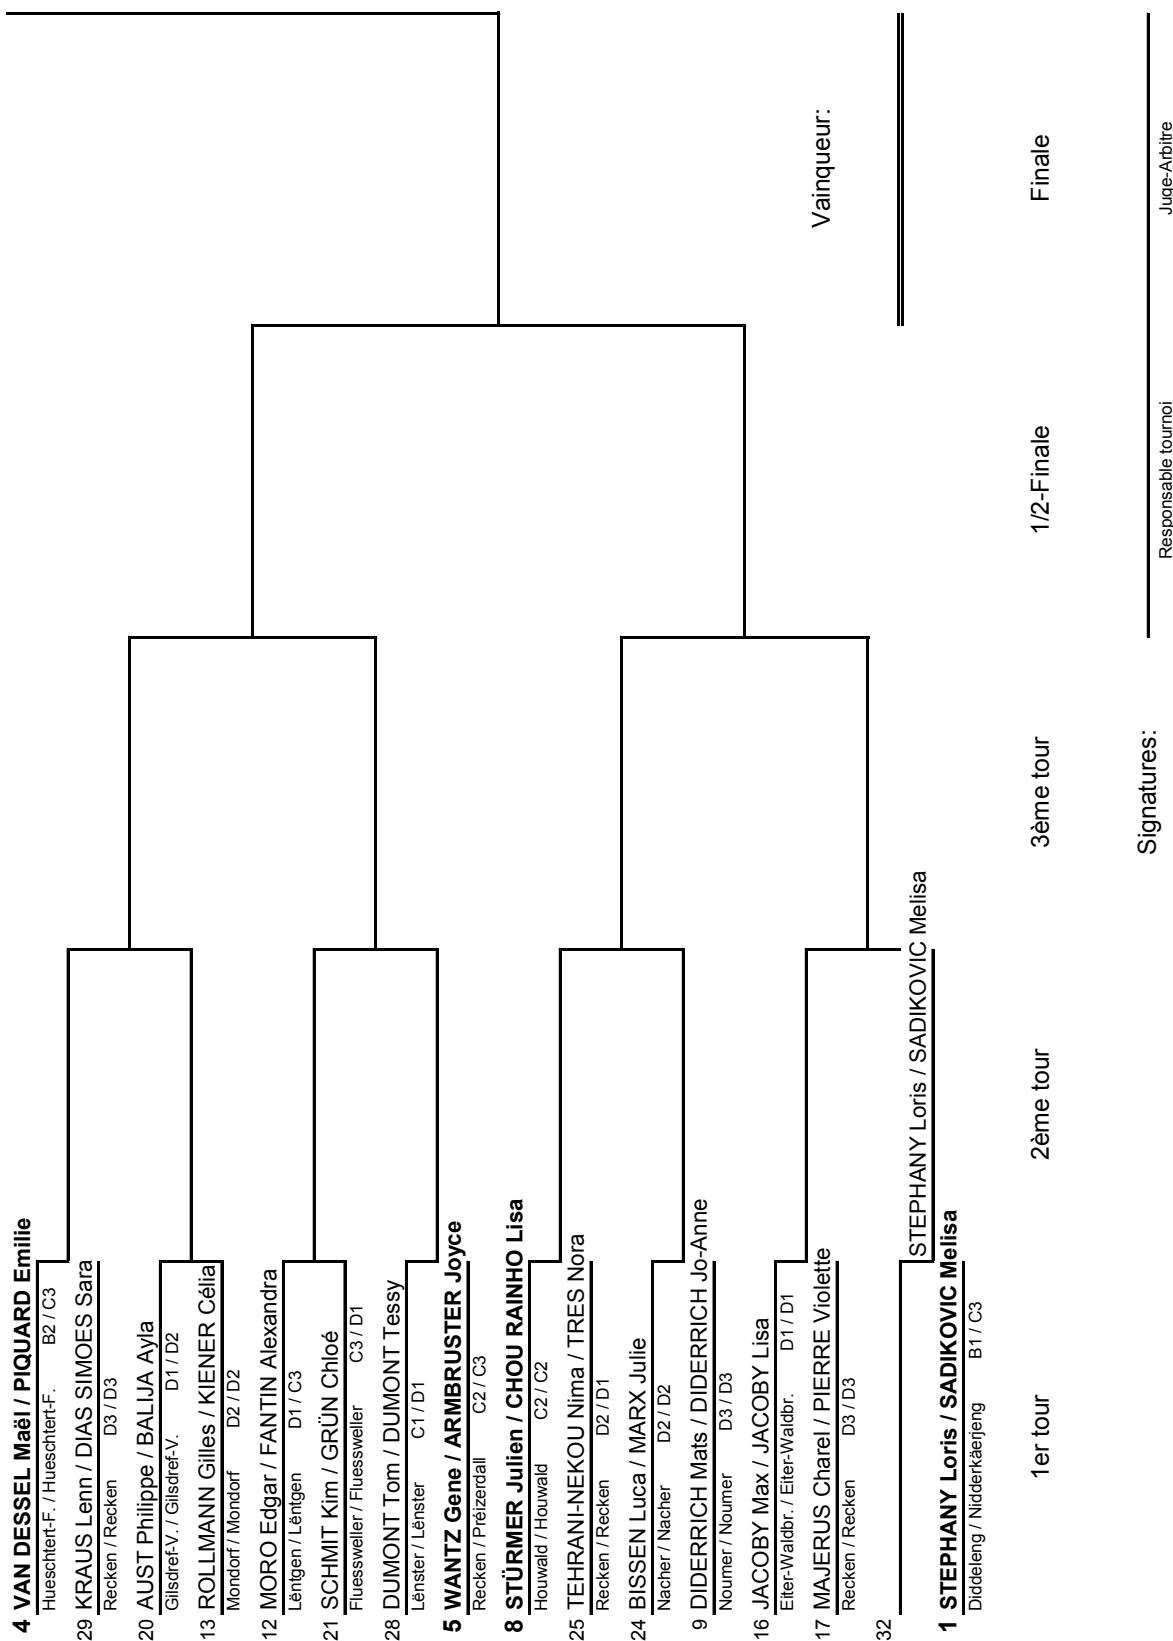 4 VAN DESSEL Maël / PIQUARD Emilie
Hueschtert-F. / Hueschtert-F. B2 / C3
29 KRAUS Lenn / DIAS SIMOES Sara
Recken / Recken D3 / D3
20 AUST Philippe / BALIJA Ayla
Gilsdref-V. / Gilsdref-V. D1 / D2
13 ROLLMANN Gilles / KIENER Célia
Mondorf / Mondorf D2 / D2
12 MORO Edgar / FANTIN Alexandra
Lëntgen / Lëntgen D1 / C3
21 SCHMIT Kim / GRÜN Chloé
Fluessweller / Fluessweller C3 / D1
28 DUMONT Tom / DUMONT Tessy
Lënster / Lënster C1 / D1
5 WANTZ Gene / ARMBRUSTER Joyce
Recken / Préizerdall C2 / C3
8 STÜRMER Julien / CHOU RAINHO Lisa
Houwald / Houwald C2 / C2
25 TEHRANI-NEKOU Nima / TRES Nora
Recken / Recken D2 / D1
24 BISSEN Luca / MARX Julie
Nacher / Nacher D2 / D2
9 DIDERRICH Mats / DIDERRICH Jo-Anne
Noumer / Noumer D3 / D3
16 JACOBY Max / JACOBY Lisa
Eiter-Waldbr. / Eiter-Waldbr. D1 / D1
17 MAJERUS Charel / PIERRE Violette
Recken / Recken D3 / D3
32
STEPHANY Loris / SADIKOVIC Melisa
1 STEPHANY Loris / SADIKOVIC Melisa
Diddeleng / Nidderkäerjeng B1 / C3
Vainqueur:
1er tour 2ème tour 3ème tour 1/2-Finale Finale
Signatures:
Responsable tournoi Juge-Arbitre